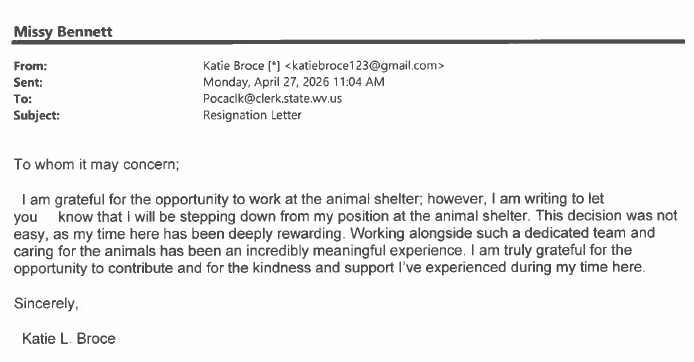 Missy Bennett
From: Katie Broce [*] <katiebroce123@gmail.com>
Sent: Monday, April 27, 2026 11:04 AM
To: Pocaclk@clerk.state.wv.us
Subject: Resignation Letter
To whom it may concern;
I am grateful for the opportunity to work at the animal shelter; however, I am writing to let
you know that I will be stepping down from my position at the animal shelter. This decision was not
easy, as my time here has been deeply rewarding. Working alongside such a dedicated team and
caring for the animals has been an incredibly meaningful experience. I am truly grateful for the
opportunity to contribute and for the kindness and support I've experienced during my time here.
Sincerely,
Katie L. Broce